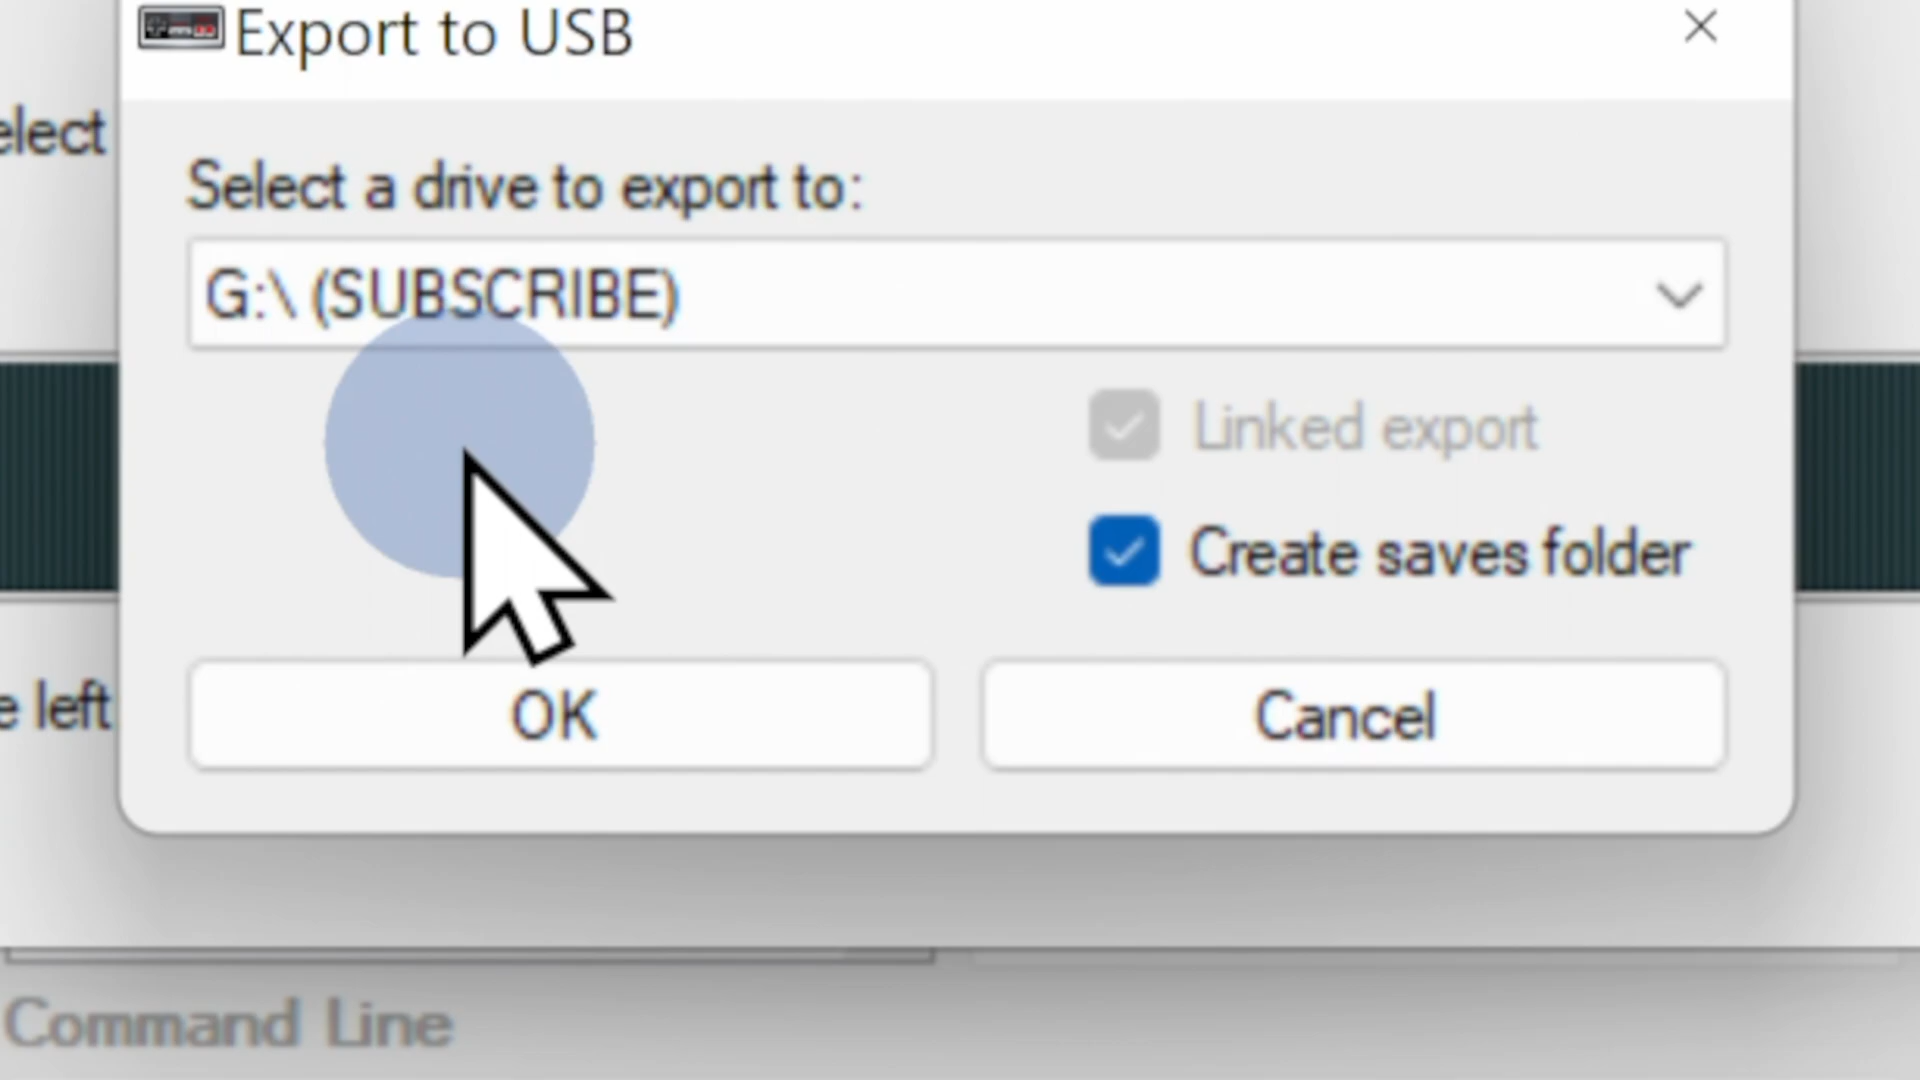 Export to USB
elect
Select a drive to export to:
G:\ (SUBSCRIBE)
Linked export
Create saves folder
e left
OK
Cancel
Command Line